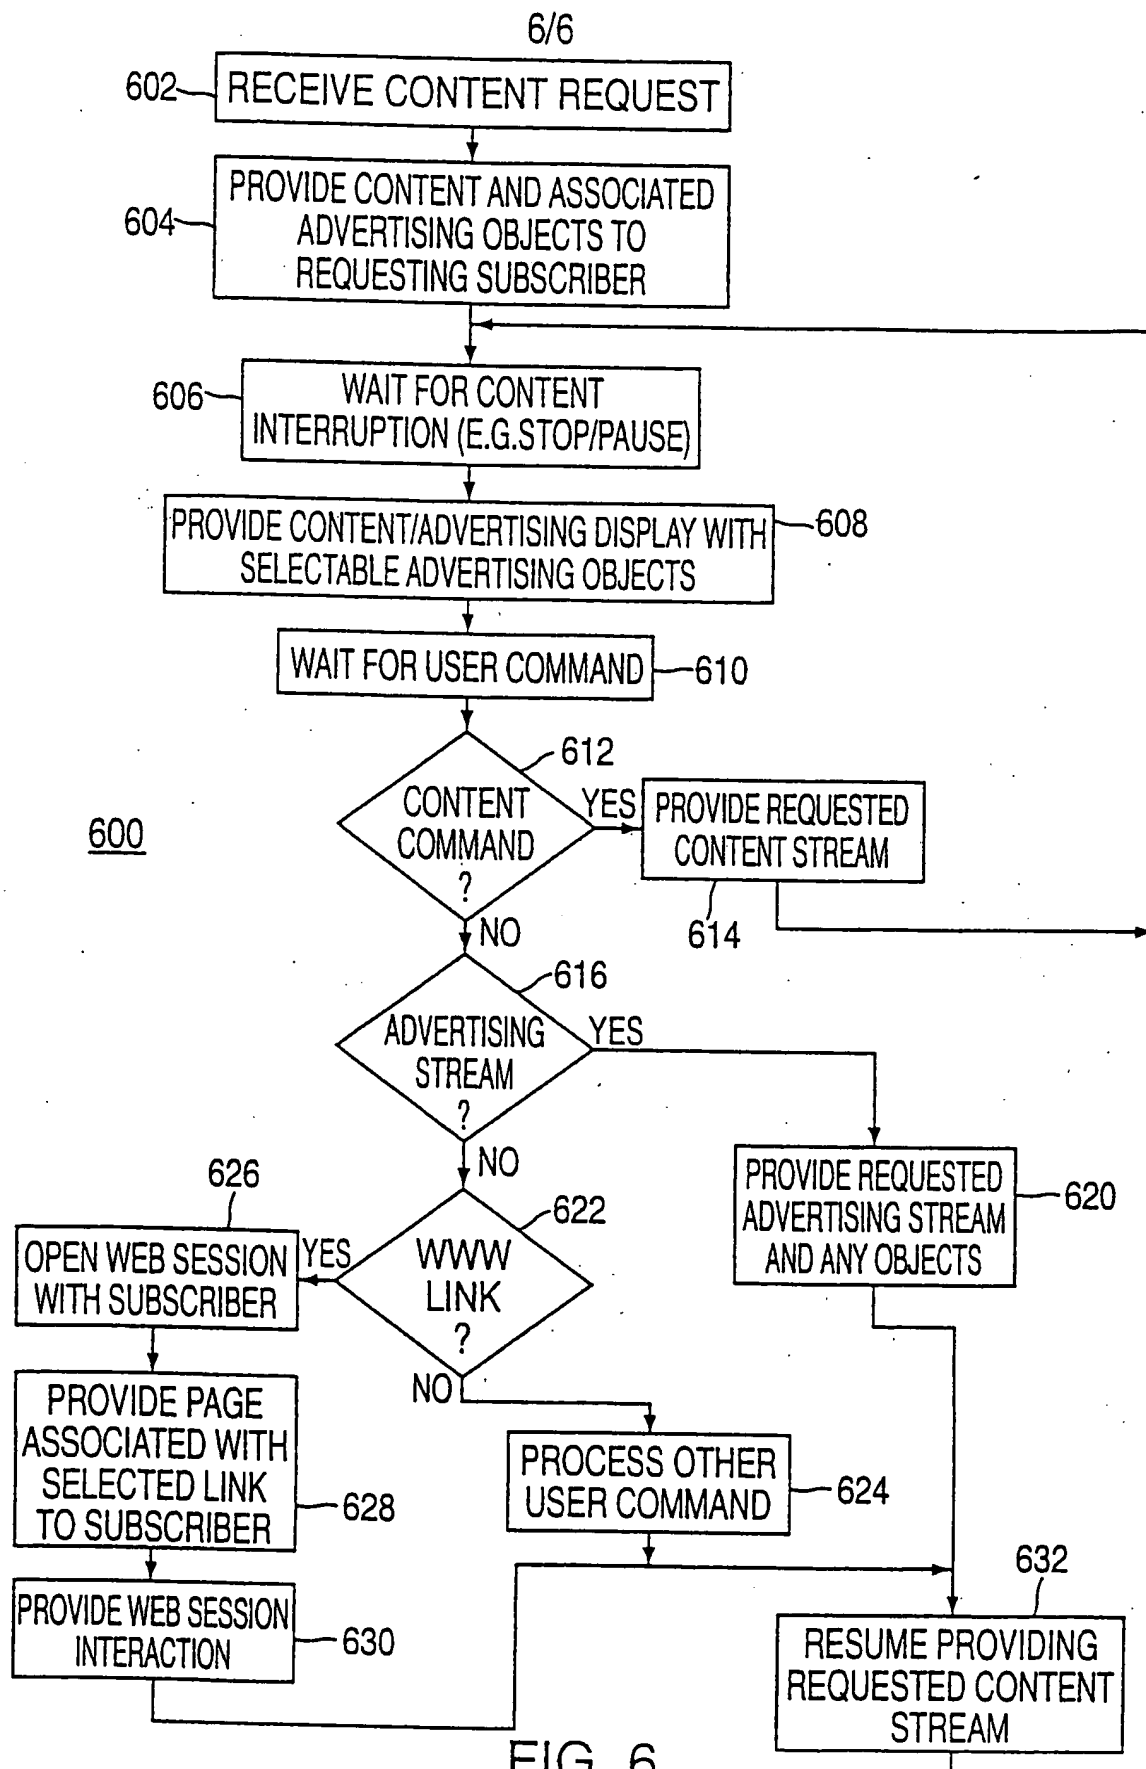 6/6
602
RECEIVE CONTENT REQUEST
604
PROVIDE CONTENT AND ASSOCIATED
ADVERTISING OBJECTS TO
REQUESTING SUBSCRIBER
606
WAIT FOR CONTENT
INTERRUPTION (E.G.STOP/PAUSE)
608
PROVIDE CONTENT/ADVERTISING DISPLAY WITH
SELECTABLE ADVERTISING OBJECTS
WAIT FOR USER COMMAND
610
612
CONTENT
COMMAND
?
YES
PROVIDE REQUESTED
CONTENT STREAM
614
600
NO
616
ADVERTISING
STREAM
?
YES
PROVIDE REQUESTED
ADVERTISING STREAM
AND ANY OBJECTS
620
NO
622
WWW
LINK
?
YES
626
OPEN WEB SESSION
WITH SUBSCRIBER
PROVIDE PAGE
ASSOCIATED WITH
SELECTED LINK
TO SUBSCRIBER
628
NO
PROCESS OTHER
USER COMMAND
624
PROVIDE WEB SESSION
INTERACTION
630
632
RESUME PROVIDING
REQUESTED CONTENT
STREAM
FIG. 6